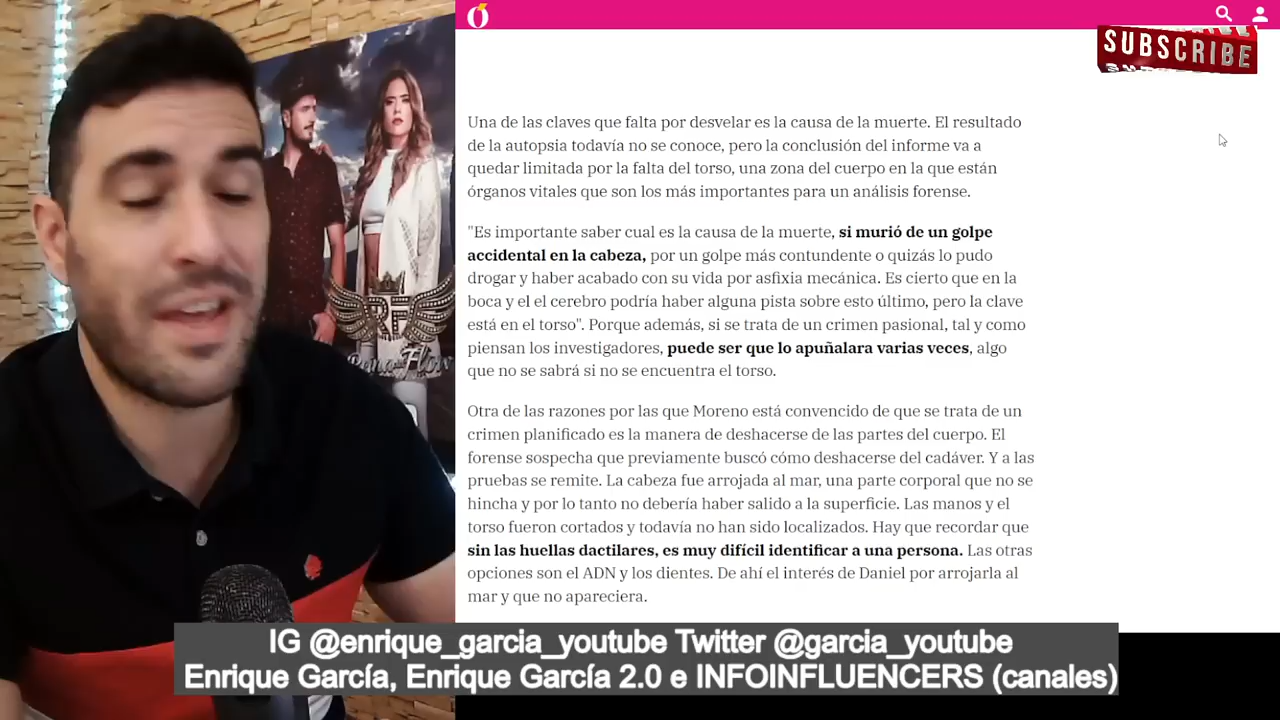 SUBSCRIBE
Una de las claves que falta por desvelar es la causa de la muerte. El resultado
de la autopsia todavía no se conoce, pero la conclusión del informe va a
quedar limitada por la falta del torso, una zona del cuerpo en la que están
órganos vitales que son los más importantes para un análisis forense.
"Es importante saber cual es la causa de la muerte, si murió de un golpe
accidental en la cabeza, por un golpe más contundente o quizás lo pudo
drogar y haber acabado con su vida por asfixia mecánica. Es cierto que en la
boca y el el cerebro podría haber alguna pista sobre esto último, pero la clave
está en el torso". Porque además, si se trata de un crimen pasional, tal y como
piensan los investigadores, puede ser que lo apuñalara varias veces, algo
que no se sabrá si no se encuentra el torso.
Otra de las razones por las que Moreno está convencido de que se trata de un
crimen planificado es la manera de deshacerse de las partes del cuerpo. El
forense sospecha que previamente buscó cómo deshacerse del cadáver. Y a las
pruebas se remite. La cabeza fue arrojada al mar, una parte corporal que no se
hincha y por lo tanto no debería haber salido a la superficie. Las manos y el
torso fueron cortados y todavía no han sido localizados. Hay que recordar que
sin las huellas dactilares, es muy difícil identificar a una persona. Las otras
opciones son el ADN y los dientes. De ahí el interés de Daniel por arrojarla al
mar y que no apareciera.
RF
IG @enrique_garcia_youtube Twitter @garcia_youtube
Enrique García, Enrique García 2.0 e INFOINFLUENCERS (canales)